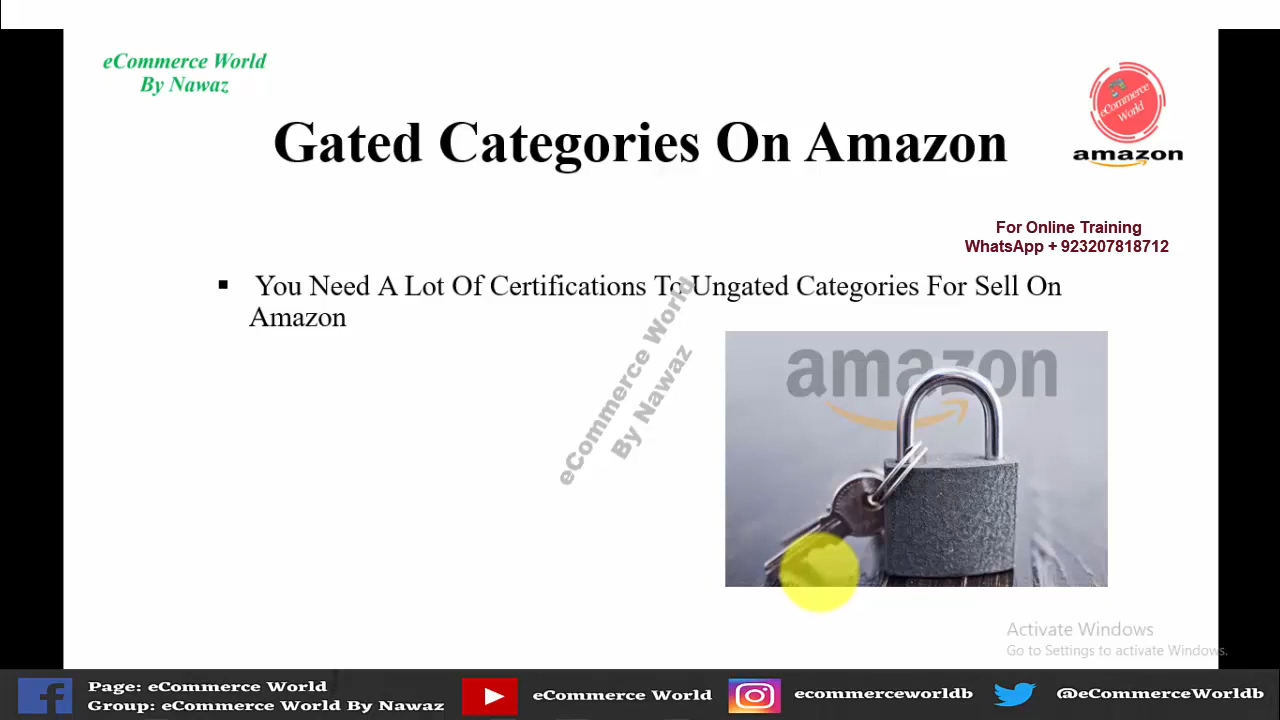 eCommerce World
By Nawaz
eCommerce
World
amazon
Gated Categories On Amazon
For Online Training
WhatsApp + 923207818712
▪ You Need A Lot Of Certifications To Ungated Categories For Sell On
Amazon
eCommerce World
By Nawaz
amazon
Activate Windows
Go to Settings to activate Windows.
Page: eCommerce World
Group: eCommerce World By Nawaz
eCommerce World
ecommerceworldb
@eCommerceWorldb